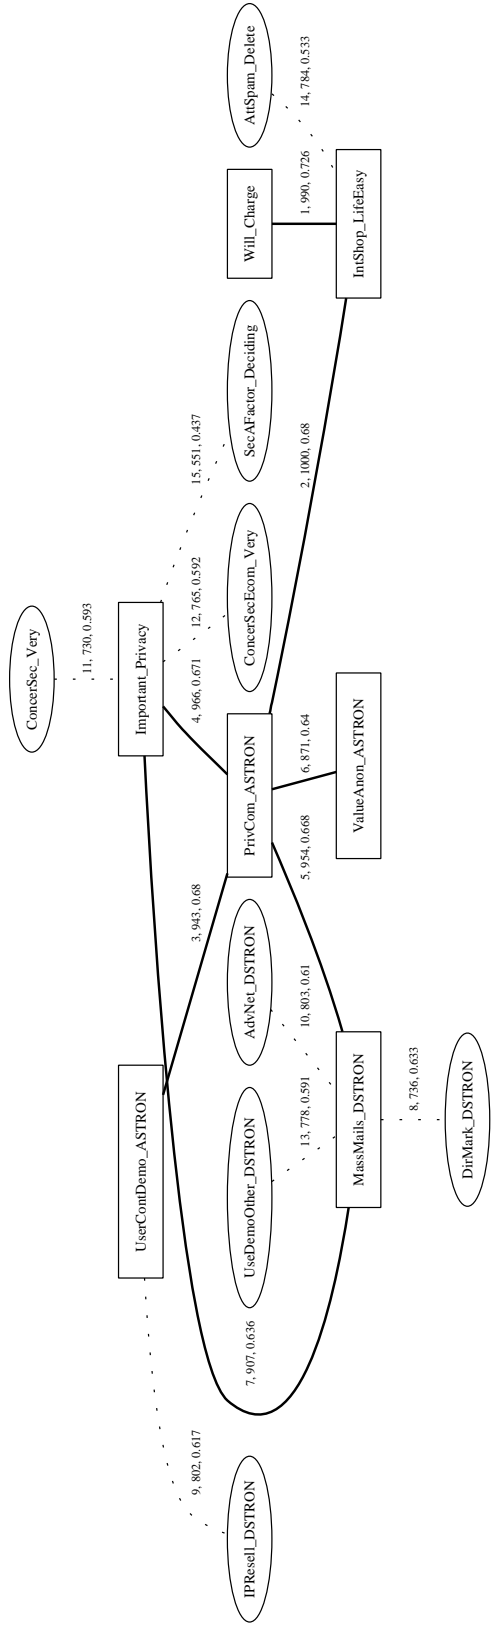 ConcerSec_Very
11, 730, 0.593
UserContDemo_ASTRON
Important_Privacy
9, 802, 0.617
3, 943, 0.68
4, 966, 0.671
12, 765, 0.592
15, 551, 0.437
IPResell_DSTRON
7, 907, 0.636
UseDemoOther_DSTRON
AdvNet_DSTRON
PrivCom_ASTRON
ConcerSecEcom_Very
SecAFactor_Deciding
Will_Charge
AttSpam_Delete
13, 778, 0.591
10, 803, 0.61
5, 954, 0.668
6, 871, 0.64
2, 1000, 0.68
1, 990, 0.726
14, 784, 0.533
MassMails_DSTRON
ValueAnon_ASTRON
IntShop_LifeEasy
8, 736, 0.633
DirMark_DSTRON